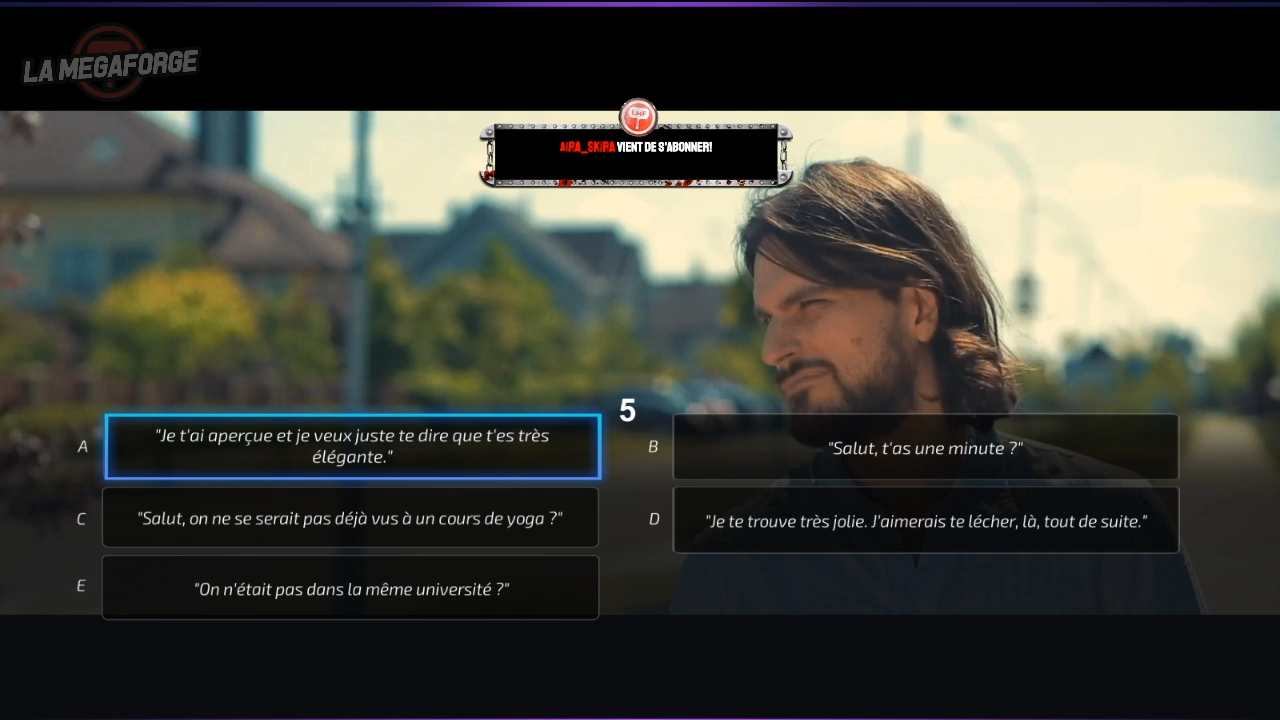 LA MEGAFORGE
LMF
AIRA_SKIRA VIENT DE S'ABONNER!
5
A
"Je t'ai aperçue et je veux juste te dire que t'es très
élégante."
B
"Salut, t'as une minute ?"
C
"Salut, on ne se serait pas déjà vus à un cours de yoga ?"
D
"Je te trouve très jolie. J'aimerais te lécher, là, tout de suite."
E
"On n'était pas dans la même université ?"